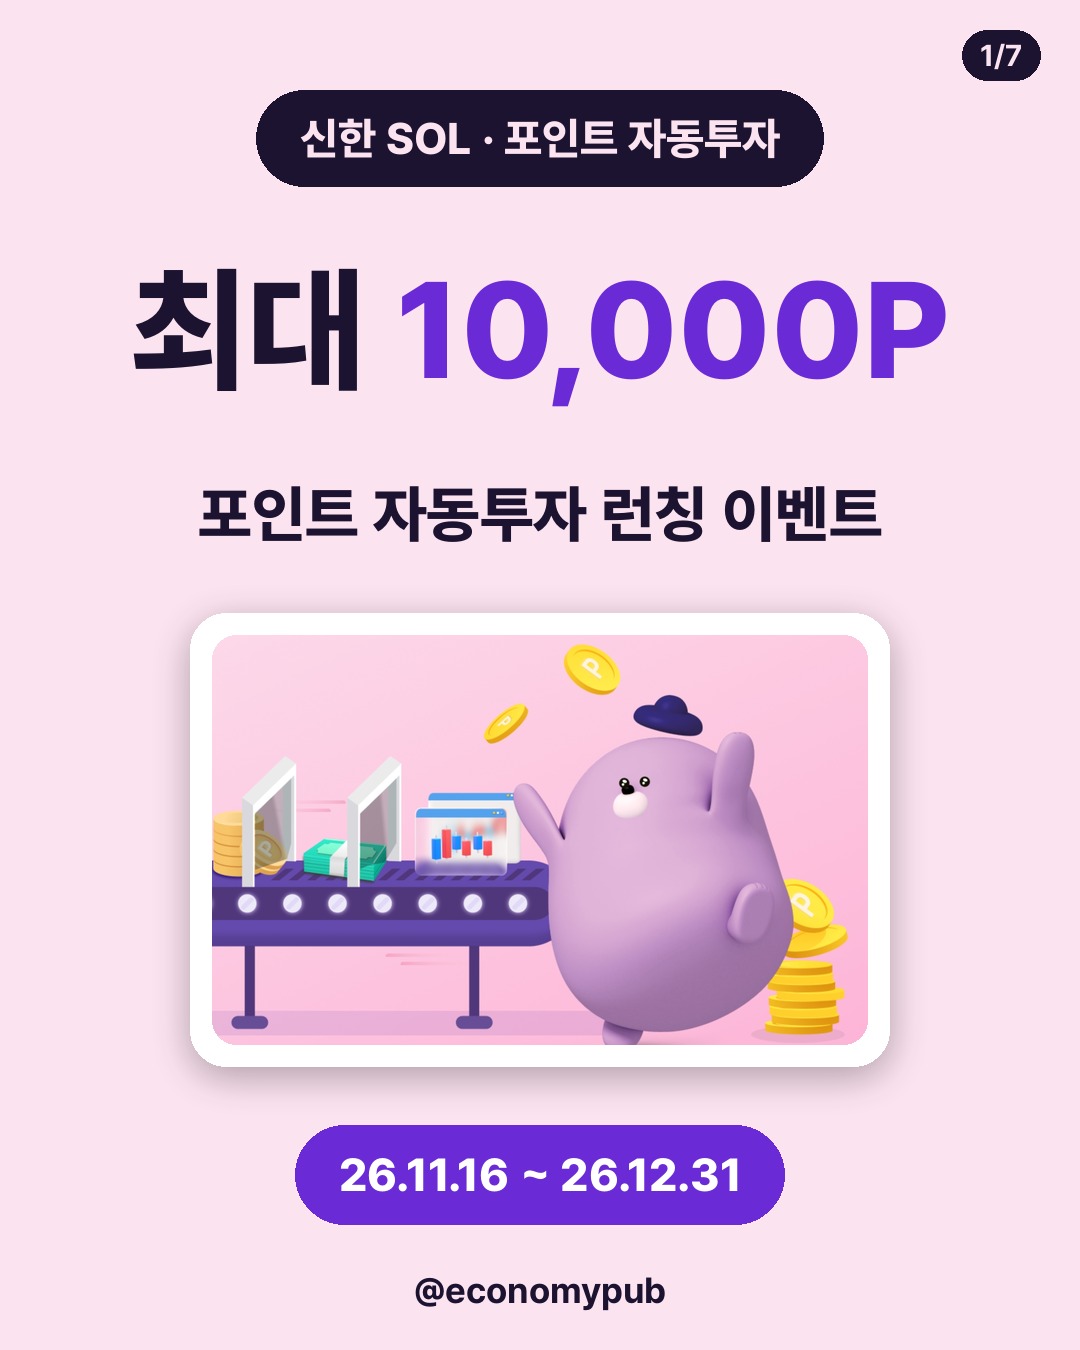 1/7
신한 SOL · 포인트 자동투자
최대 10,000P
포인트 자동투자 런칭 이벤트
P
P
P
P
26.11.16 ~ 26.12.31
@economypub